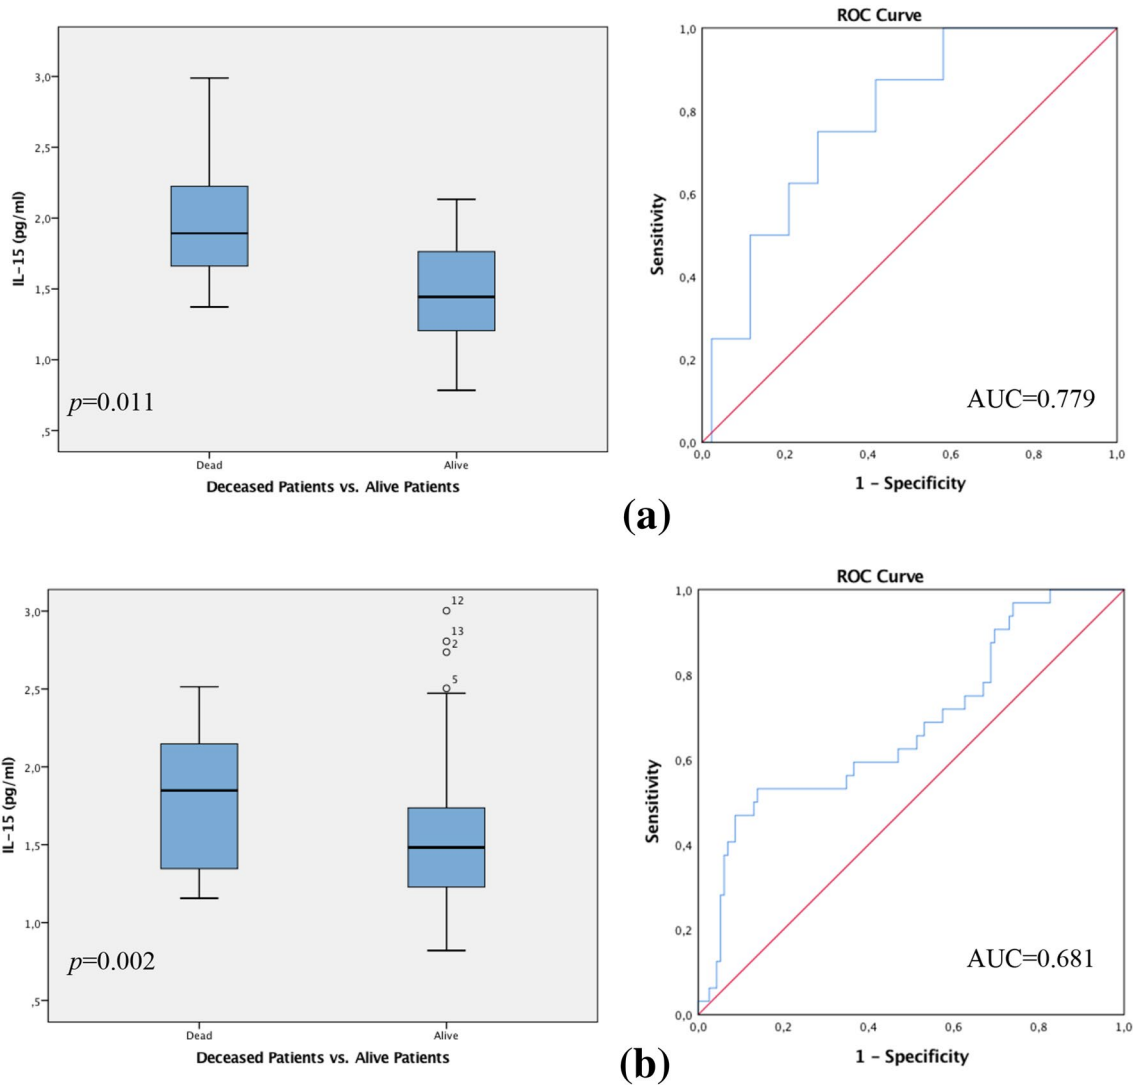 ROC Curve
3,0
2,5
2,0
1,5
1,0
,5
IL-15 (pg/ml)
p=0.011
Dead Alive
Deceased Patients vs. Alive Patients
1,0
0,8
0,6
0,4
0,2
0,0
Sensitivity
AUC=0.779
0,0 0,2 0,4 0,6 0,8 1,0
1 - Specificity
(a)
ROC Curve
3,0
2,5
2,0
1,5
1,0
,5
IL-15 (pg/ml)
12
13
2
5
p=0.002
Dead Alive
Deceased Patients vs. Alive Patients
1,0
0,8
0,6
0,4
0,2
0,0
Sensitivity
AUC=0.681
0,0 0,2 0,4 0,6 0,8 1,0
1 - Specificity
(b)